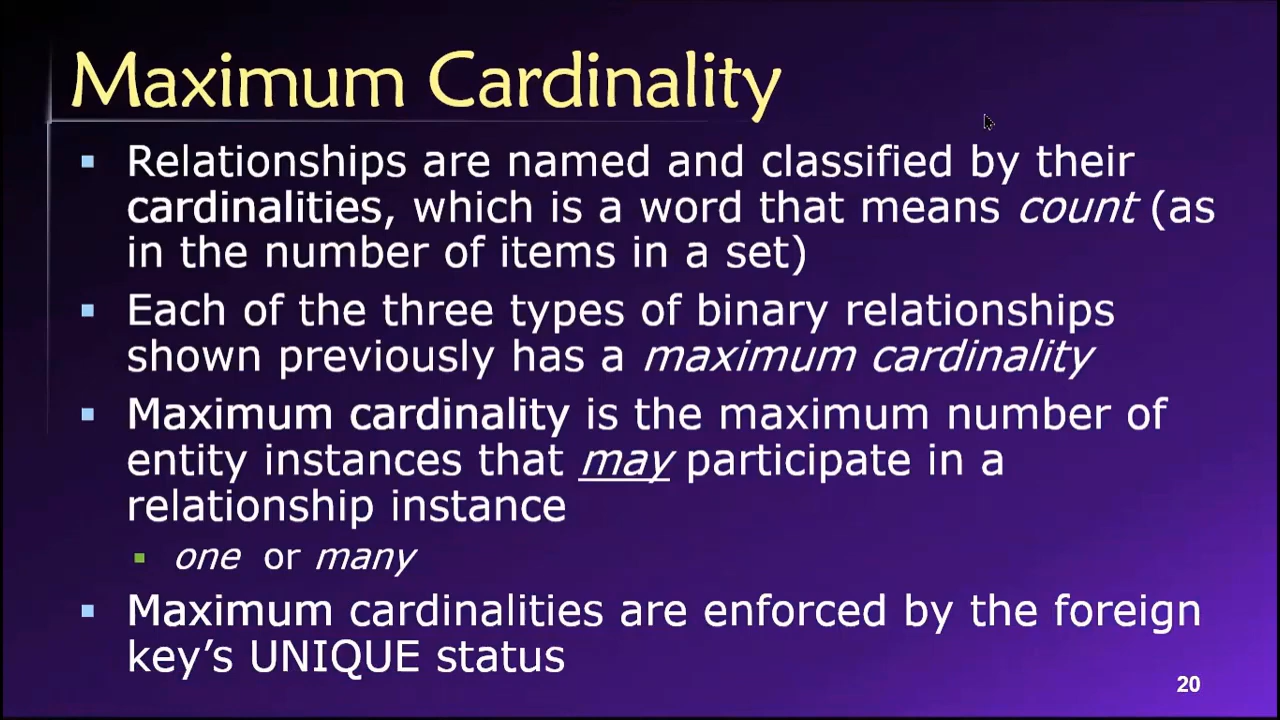 Maximum Cardinality
▪ Relationships are named and classified by their
cardinalities, which is a word that means count (as
in the number of items in a set)
▪ Each of the three types of binary relationships
shown previously has a maximum cardinality
▪ Maximum cardinality is the maximum number of
entity instances that may participate in a
relationship instance
▪ one or many
▪ Maximum cardinalities are enforced by the foreign
key’s UNIQUE status
20